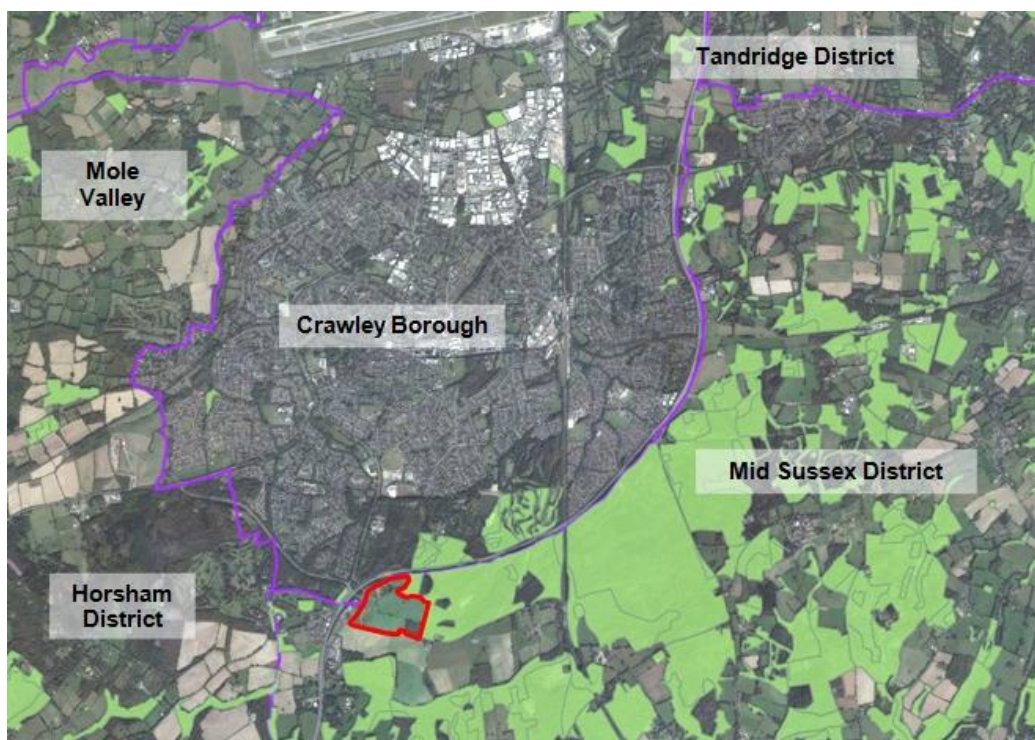 Tandridge District
Mole
Valley
Crawley Borough
Mid Sussex District
Horsham
District